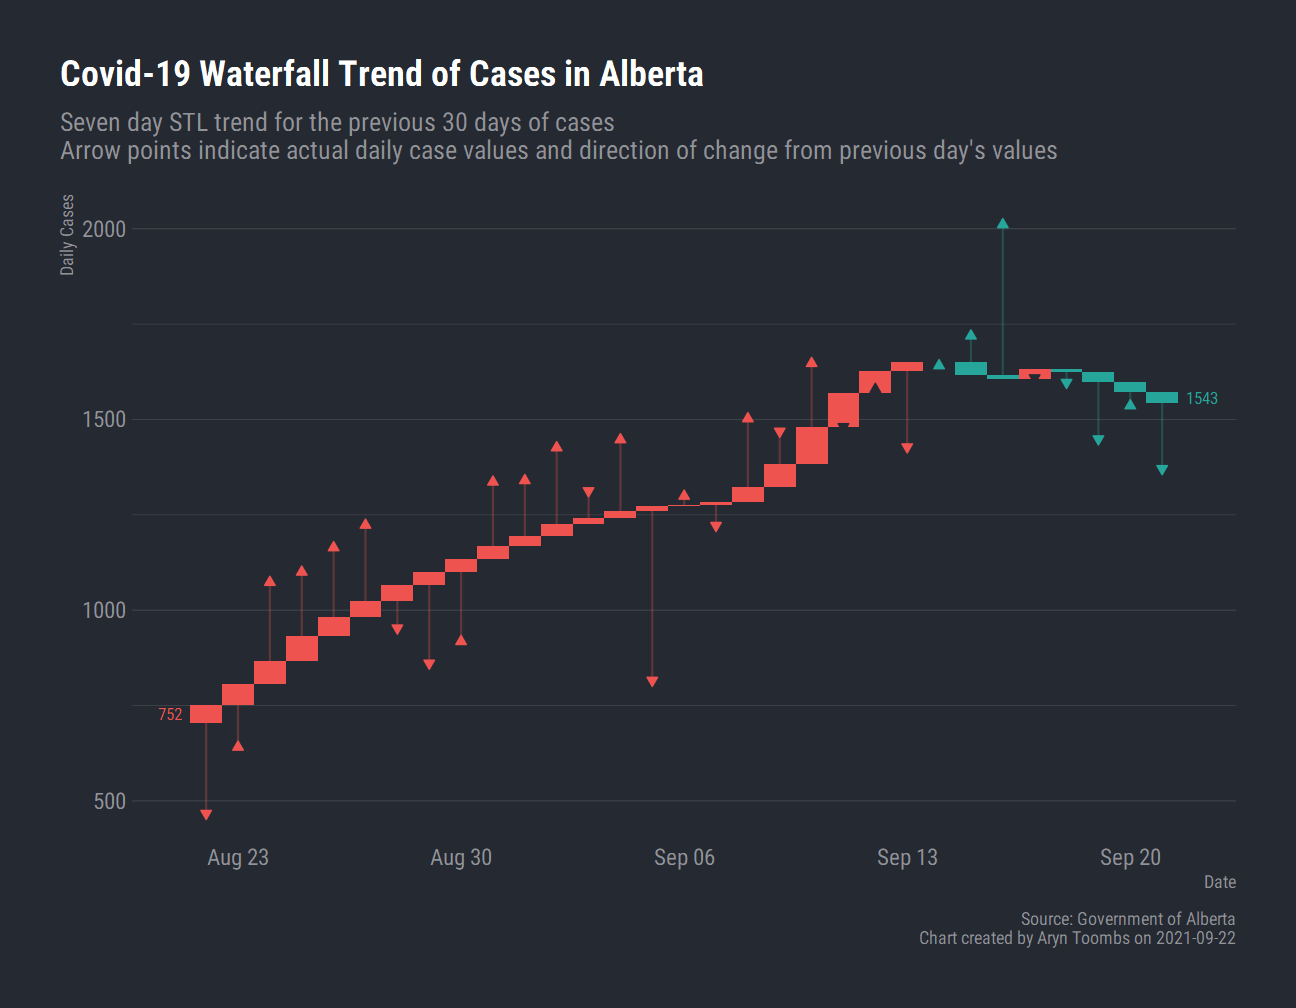 Covid-19 Waterfall Trend of Cases in Alberta
Seven day STL trend for the previous 30 days of cases
Arrow points indicate actual daily case values and direction of change from previous day's values
Daily Cases
2000
1500
1000
500
752
1543
Aug 23
Aug 30
Sep 06
Sep 13
Sep 20
Date
Source: Government of Alberta
Chart created by Aryn Toombs on 2021-09-22